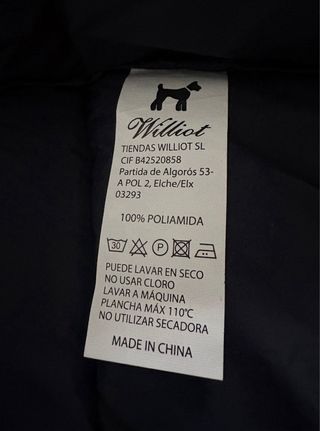 Williot
TIENDAS WILLIOT SL
CIF B42520858
Partida de Algorós 53-
A POL 2, Elche/Elx
03293
100% POLIAMIDA
30 P
PUEDE LAVAR EN SECO
NO USAR CLORO
LAVAR A MÁQUINA
PLANCHA MÁX 110°C
NO UTILIZAR SECADORA
MADE IN CHINA